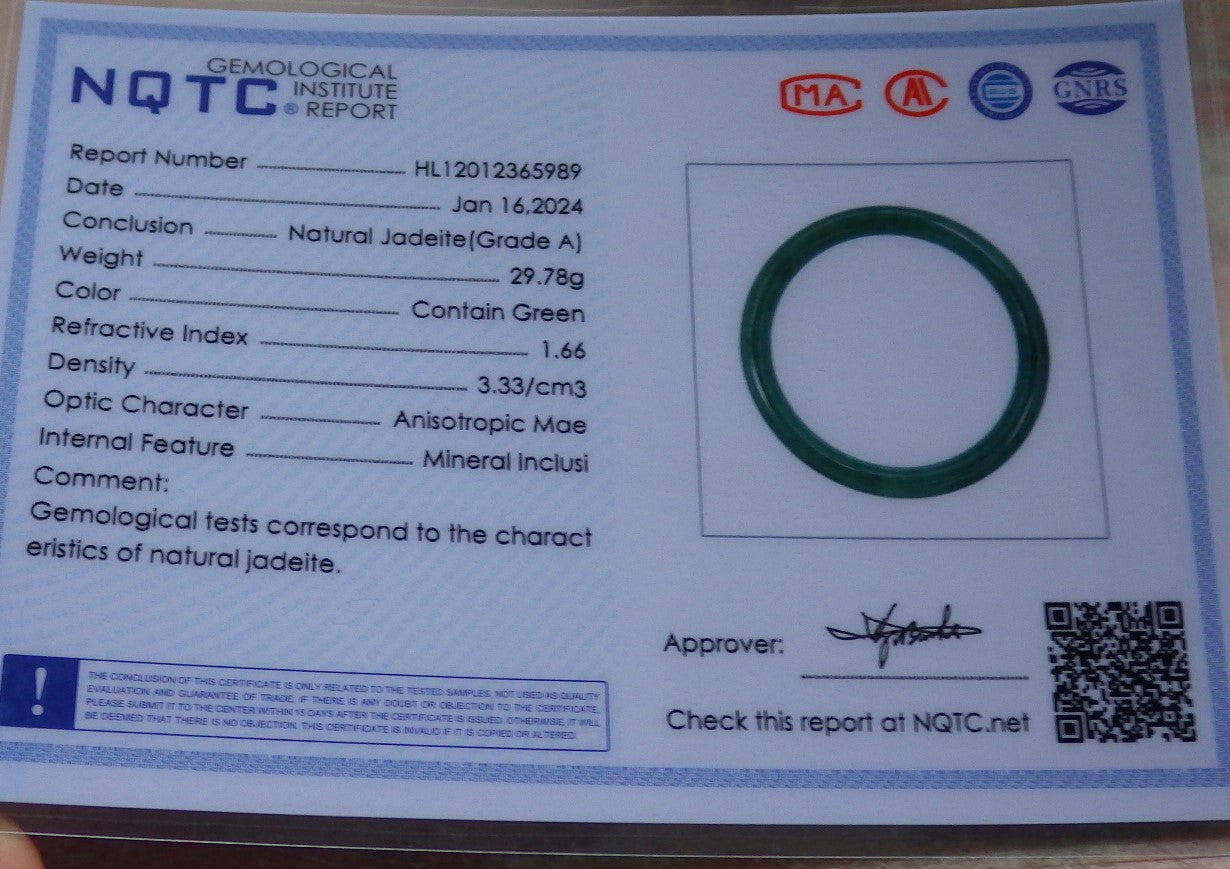 NQTC® GEMOLOGICAL
INSTITUTE
REPORT
MA
AL
GNRS
Report Number HL12012365989
Date Jan 16,2024
Conclusion Natural Jadeite(Grade A)
Weight 29.78g
Color Contain Green
Refractive Index 1.66
Density 3.33/cm3
Optic Character Anisotropic Mae
Internal Feature Mineral Inclusi
Comment:
Gemological tests correspond to the charact
eristics of natural jadeite.
! THE CONCLUSION OF THIS CERTIFICATE IS ONLY RELATED TO THE TESTED SAMPLES, NOT USED AS QUALITY
EVALUATION AND GUARANTEE OF TRADE, IF THERE IS ANY DOUBT OR OBJECTION TO THE CERTIFICATE,
PLEASE SUBMIT IT TO THE CENTER WITHIN 15 DAYS AFTER THE CERTIFICATE IS ISSUED. OTHERWISE, IT WILL
BE DEEMED THAT THERE IS NO OBJECTION. THIS CERTIFICATE IS INVALID IF IT IS COPIED OR ALTERED.
Approver:
Check this report at NQTC.net